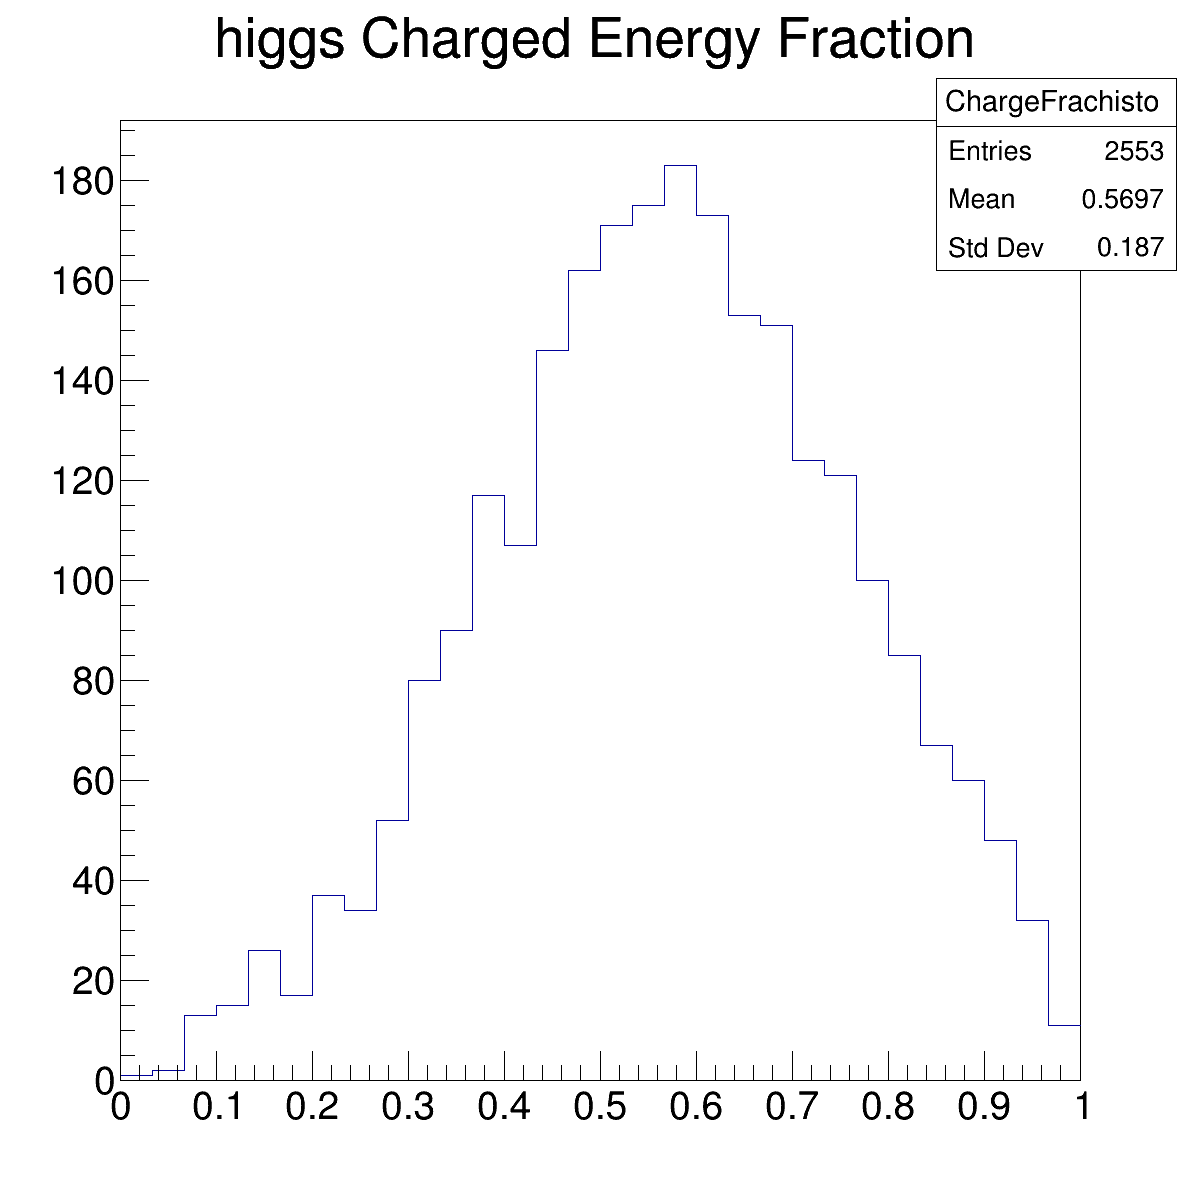 higgs Charged Energy Fraction
ChargeFrachisto
Entries 2553
Mean 0.5697
Std Dev 0.187
180
160
140
120
100
80
60
40
20
0
0 0.1 0.2 0.3 0.4 0.5 0.6 0.7 0.8 0.9 1